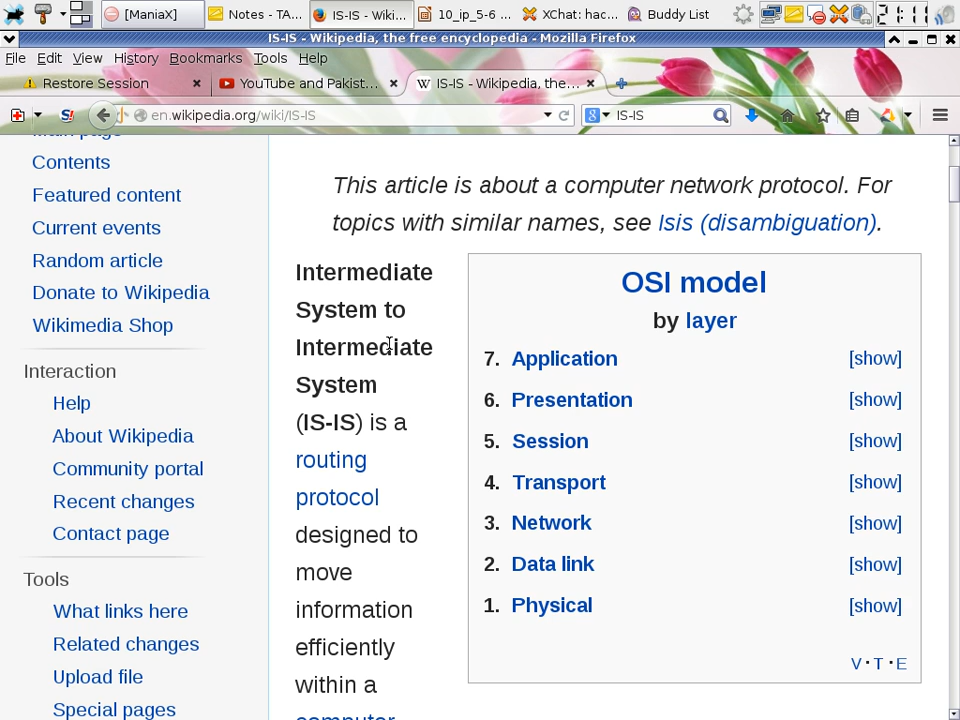 [ManiaX]
Notes - TA...
IS-IS - Wiki...
10_ip_5-6 ...
XChat: hac...
Buddy List
21:11
IS-IS - Wikipedia, the free encyclopedia - Mozilla Firefox
File Edit View History Bookmarks Tools Help
Restore Session
YouTube and Pakist...
W IS-IS - Wikipedia, the...
en.wikipedia.org/wiki/IS-IS
IS-IS
Main page
Contents
Featured content
Current events
Random article
Donate to Wikipedia
Wikimedia Shop
Interaction
Help
About Wikipedia
Community portal
Recent changes
Contact page
Tools
What links here
Related changes
Upload file
Special pages
This article is about a computer network protocol. For
topics with similar names, see Isis (disambiguation).
Intermediate
System to
Intermediate
System
(IS-IS) is a
routing
protocol
designed to
move
information
efficiently
within a
computer
OSI model
by layer
7. Application [show]
6. Presentation [show]
5. Session [show]
4. Transport [show]
3. Network [show]
2. Data link [show]
1. Physical [show]
V · T · E